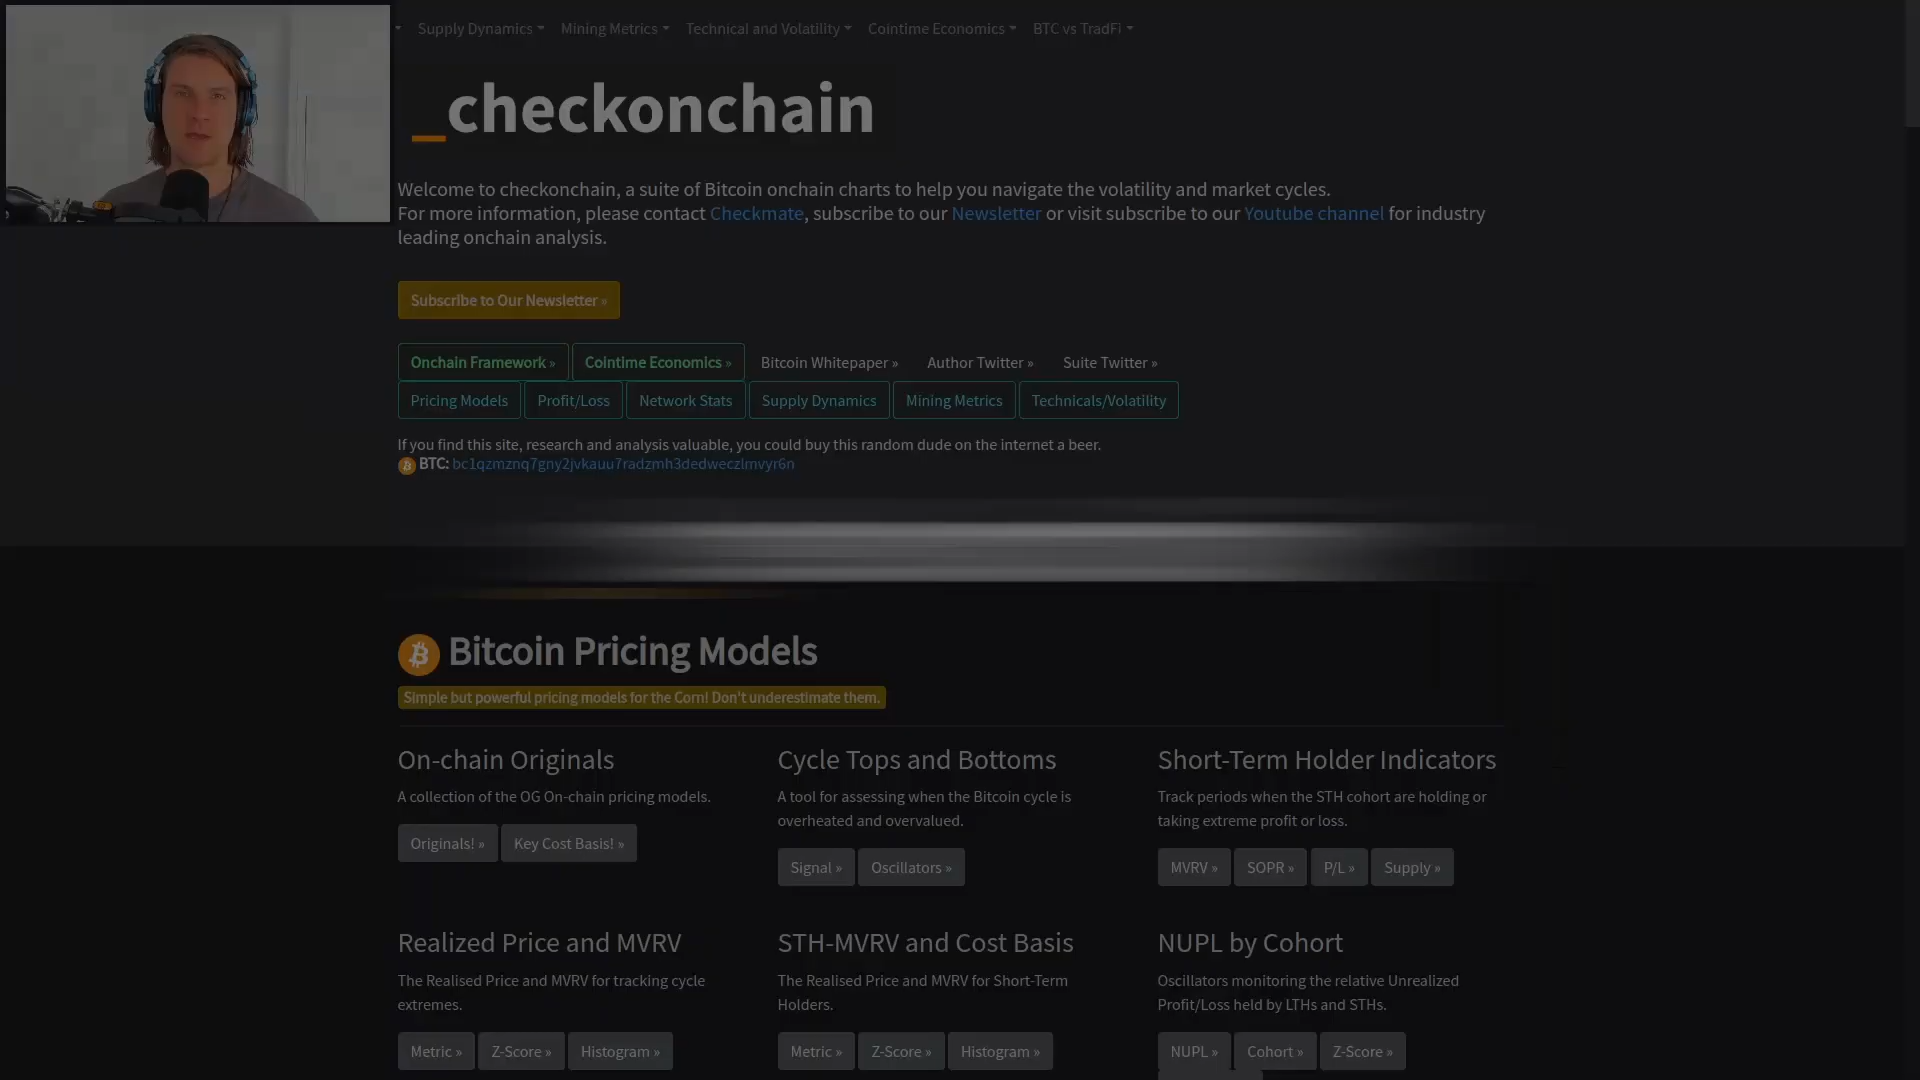 Supply Dynamics Mining Metrics Technical and Volatility Cointime Economics BTC vs TradFi
_checkonchain
Welcome to checkonchain, a suite of Bitcoin onchain charts to help you navigate the volatility and market cycles.
For more information, please contact Checkmate, subscribe to our Newsletter or visit subscribe to our Youtube channel for industry
leading onchain analysis.
Subscribe to Our Newsletter »
Onchain Framework » Cointime Economics » Bitcoin Whitepaper » Author Twitter » Suite Twitter »
Pricing Models Profit/Loss Network Stats Supply Dynamics Mining Metrics Technicals/Volatility
If you find this site, research and analysis valuable, you could buy this random dude on the internet a beer.
BTC: bc1qzmznq7gny2jvkauu7radzmh3dedweczlmvyr6n
Bitcoin Pricing Models
Simple but powerful pricing models for the Corn! Don't underestimate them.
On-chain Originals
A collection of the OG On-chain pricing models.
Originals! » Key Cost Basis! »
Cycle Tops and Bottoms
A tool for assessing when the Bitcoin cycle is
overheated and overvalued.
Signal » Oscillators »
Short-Term Holder Indicators
Track periods when the STH cohort are holding or
taking extreme profit or loss.
MVRV » SOPR » P/L » Supply »
Realized Price and MVRV
The Realised Price and MVRV for tracking cycle
extremes.
Metric » Z-Score » Histogram »
STH-MVRV and Cost Basis
The Realised Price and MVRV for Short-Term
Holders.
Metric » Z-Score » Histogram »
NUPL by Cohort
Oscillators monitoring the relative Unrealized
Profit/Loss held by LTHs and STHs.
NUPL » Cohort » Z-Score »